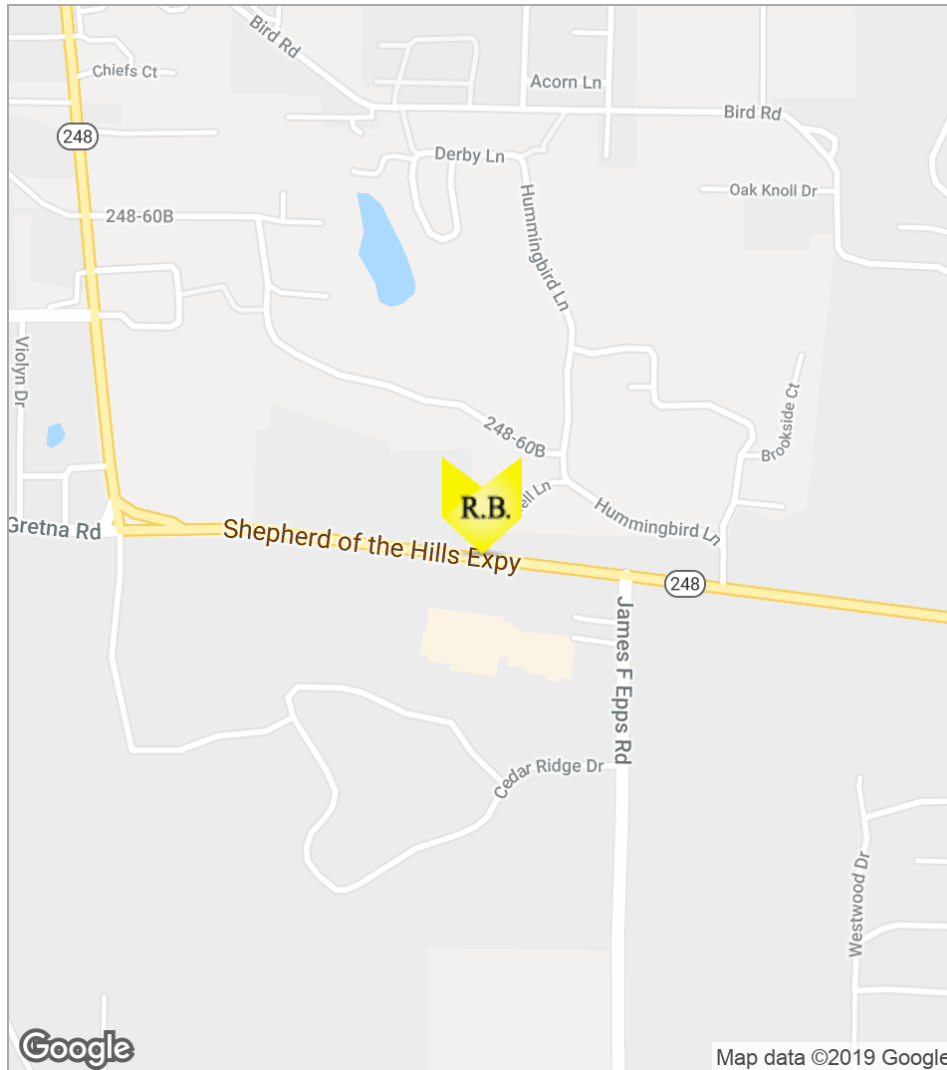 Bird Rd
Chiefs Ct
Acorn Ln
Bird Rd
248
Derby Ln
Oak Knoll Dr
248-60B
Hummingbird Ln
Violyn Dr
Brookside Ct
248-60B
R.B.
ell Ln
Hummingbird Ln
Gretna Rd
Shepherd of the Hills Expy
248
James F Epps Rd
Cedar Ridge Dr
Westwood Dr
Google
Map data ©2019 Google